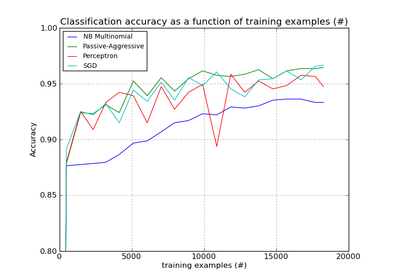 Classification accuracy as a function of training examples (#)
1.00
NB Multinomial
Passive-Aggressive
Perceptron
SGD
0.95
Accuracy
0.90
0.85
0.80
0
5000
10000
15000
20000
training examples (#)